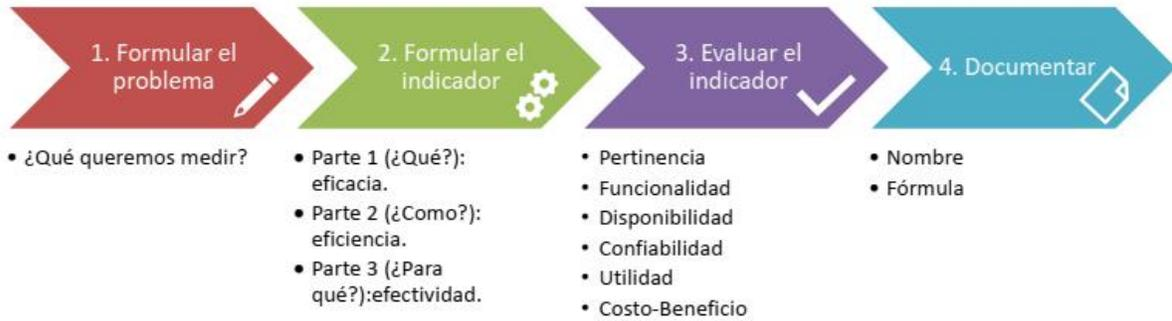 1. Formular el
problema
• ¿Qué queremos medir?
2. Formular el
indicador
• Parte 1 (¿Qué?):
eficacia.
• Parte 2 (¿Como?):
eficiencia.
• Parte 3 (¿Para
qué?):efectividad.
3. Evaluar el
indicador
• Pertinencia
• Funcionalidad
• Disponibilidad
• Confiabilidad
• Utilidad
• Costo-Beneficio
4. Documentar
• Nombre
• Fórmula